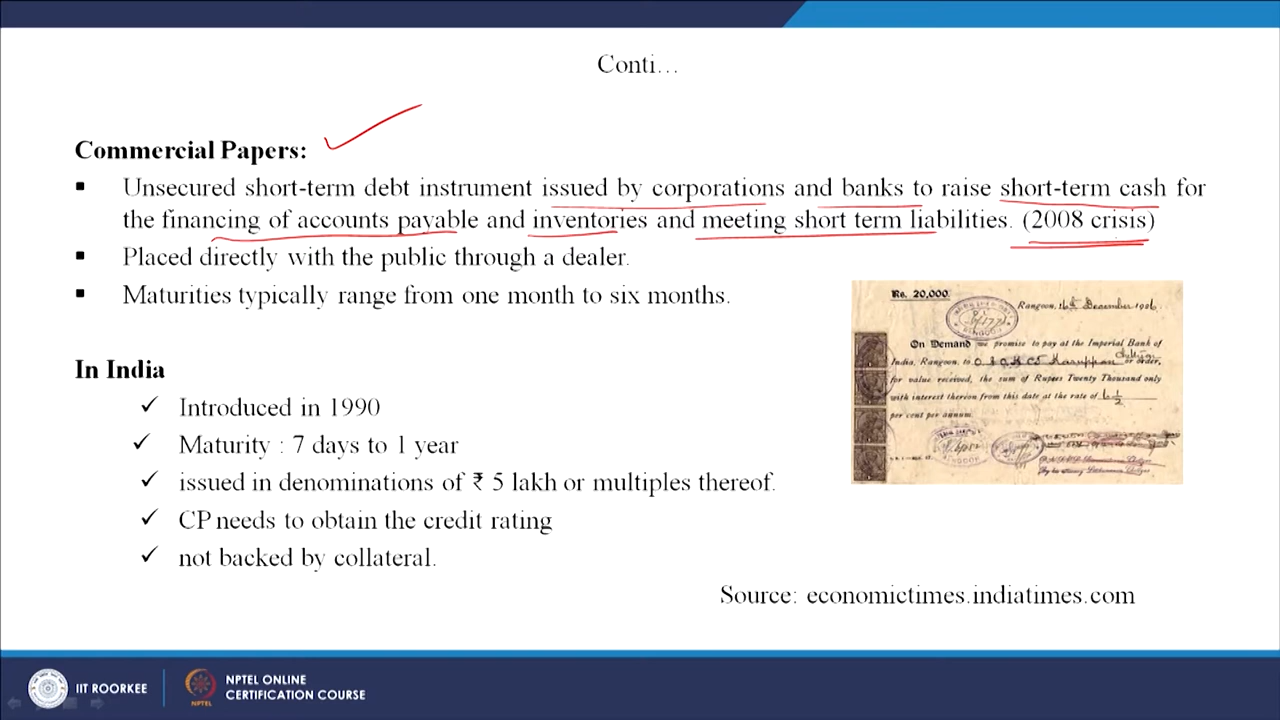 Conti…
Commercial Papers:
▪ Unsecured short-term debt instrument issued by corporations and banks to raise short-term cash for
the financing of accounts payable and inventories and meeting short term liabilities. (2008 crisis)
▪ Placed directly with the public through a dealer.
▪ Maturities typically range from one month to six months.
Rs. 20,000
Rangoon, 16th December 19
On Demand we promise to pay at the Imperial Bank of
India, Rangoon, to or order,
for value received, the sum of Rupees Twenty Thousand only
with interest thereon from this date at the rate of
per cent per annum.
In India
✓ Introduced in 1990
✓ Maturity : 7 days to 1 year
✓ issued in denominations of ₹ 5 lakh or multiples thereof.
✓ CP needs to obtain the credit rating
✓ not backed by collateral.
Source: economictimes.indiatimes.com
IIT ROORKEE
NPTEL
NPTEL ONLINE
CERTIFICATION COURSE